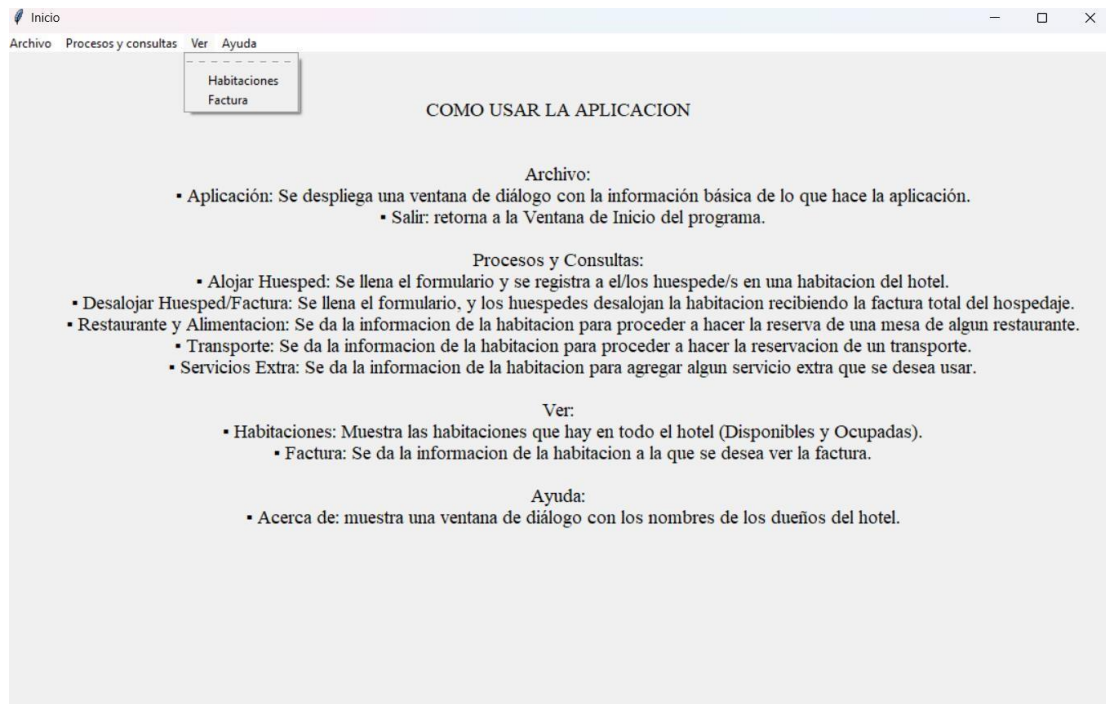 Inicio
Archivo Procesos y consultas Ver Ayuda
Habitaciones
Factura
COMO USAR LA APLICACION
Archivo:
▪ Aplicación: Se despliega una ventana de diálogo con la información básica de lo que hace la aplicación.
▪ Salir: retorna a la Ventana de Inicio del programa.
Procesos y Consultas:
▪ Alojar Huesped: Se llena el formulario y se registra a el/los huespede/s en una habitacion del hotel.
▪ Desalojar Huesped/Factura: Se llena el formulario, y los huespedes desalojan la habitacion recibiendo la factura total del hospedaje.
▪ Restaurante y Alimentacion: Se da la informacion de la habitacion para proceder a hacer la reserva de una mesa de algun restaurante.
▪ Transporte: Se da la informacion de la habitacion para proceder a hacer la reservacion de un transporte.
▪ Servicios Extra: Se da la informacion de la habitacion para agregar algun servicio extra que se desea usar.
Ver:
▪ Habitaciones: Muestra las habitaciones que hay en todo el hotel (Disponibles y Ocupadas).
▪ Factura: Se da la informacion de la habitacion a la que se desea ver la factura.
Ayuda:
▪ Acerca de: muestra una ventana de diálogo con los nombres de los dueños del hotel.